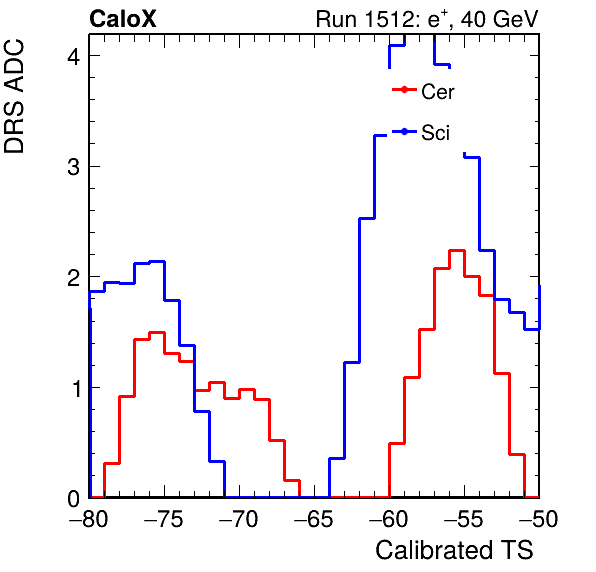 CaloX Run 1512: e⁺, 40 GeV
DRS ADC
4
3
2
1
0
Cer
Sci
−80 −75 −70 −65 −60 −55 −50
Calibrated TS